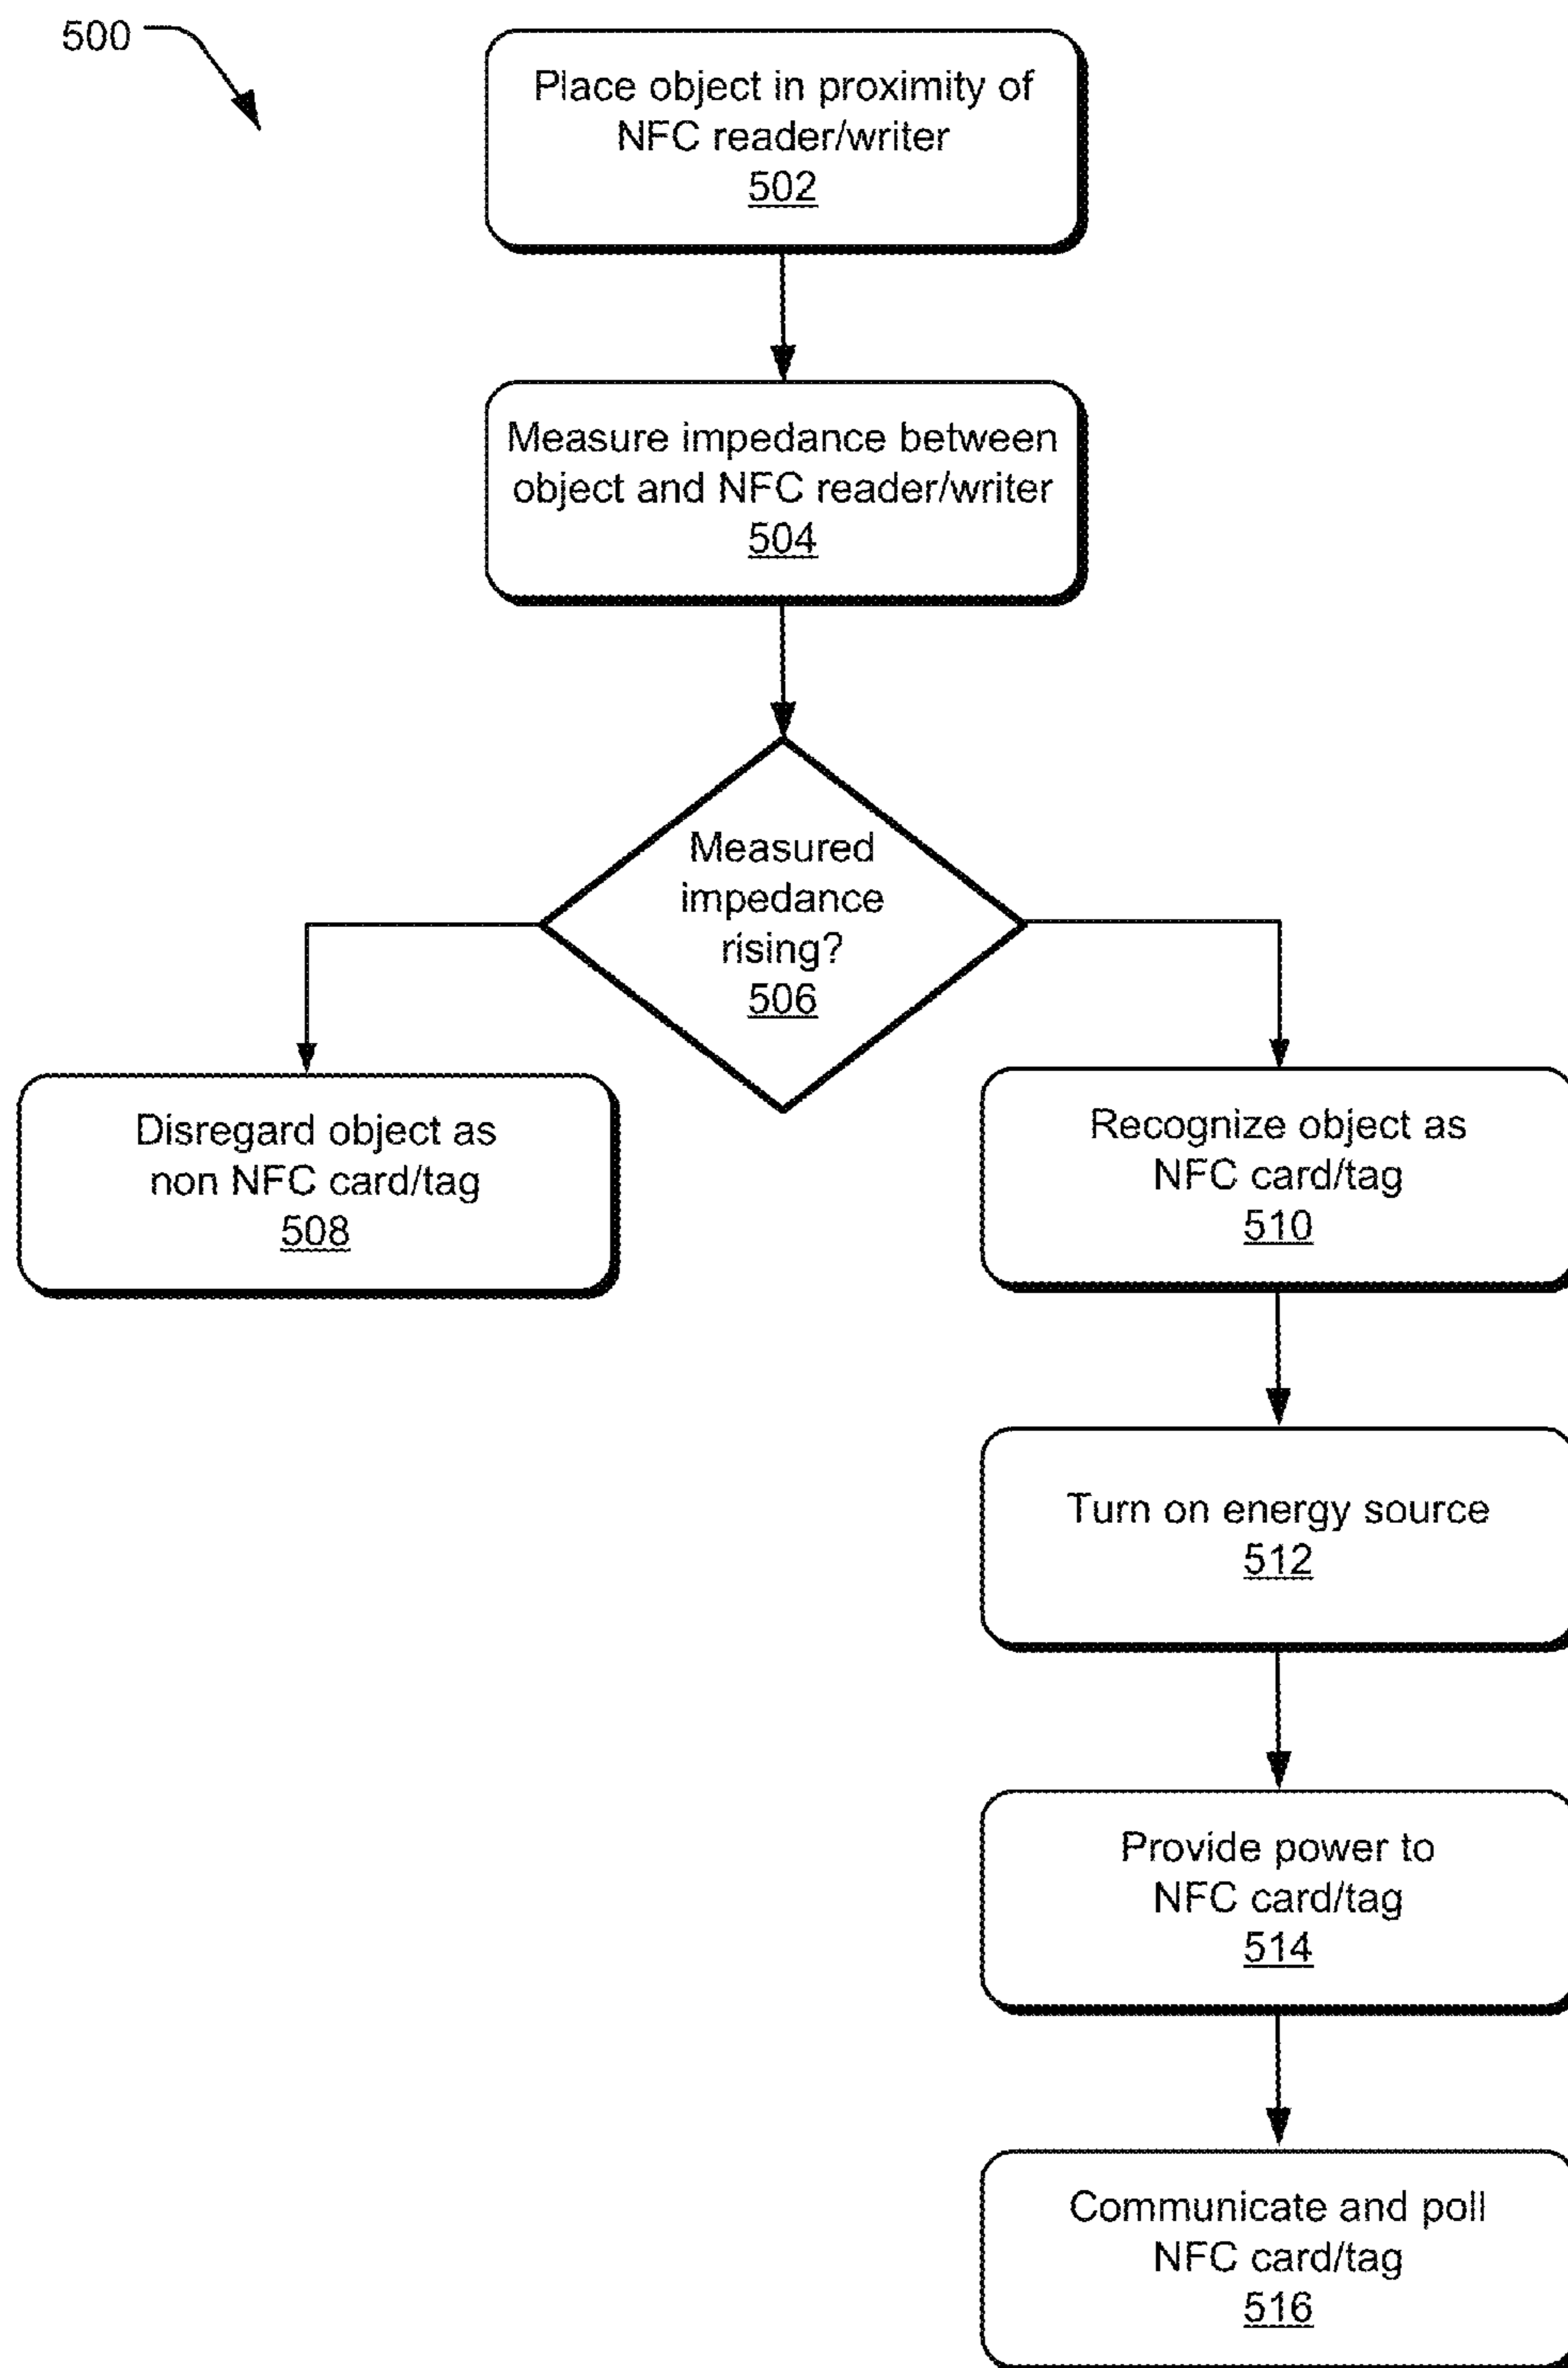 500
Place object in proximity of
NFC reader/writer
502
Measure impedance between
object and NFC reader/writer
504
Measured
impedance
rising?
506
Disregard object as
non NFC card/tag
508
Recognize object as
NFC card/tag
510
Turn on energy source
512
Provide power to
NFC card/tag
514
Communicate and poll
NFC card/tag
516